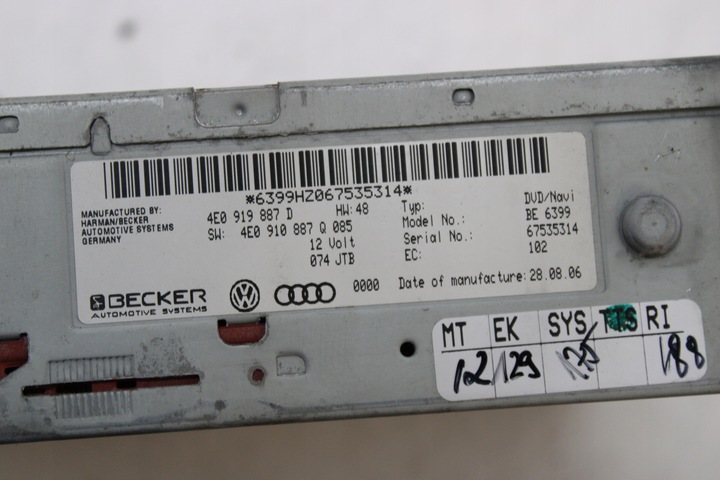 *6399HZ067535314*
MANUFACTURED BY:
HARMAN/BECKER
AUTOMOTIVE SYSTEMS
GERMANY
4E0 919 887 D HW: 48
SW: 4E0 910 887 Q 085
12 Volt
074 JTB
Typ: DVD/Navi
Model No.: BE 6399
Serial No.: 67535314
EC: 102
BECKER
AUTOMOTIVE SYSTEMS
0000 Date of manufacture: 28.08.06
MT EK SYS TTS RI
12 129 188